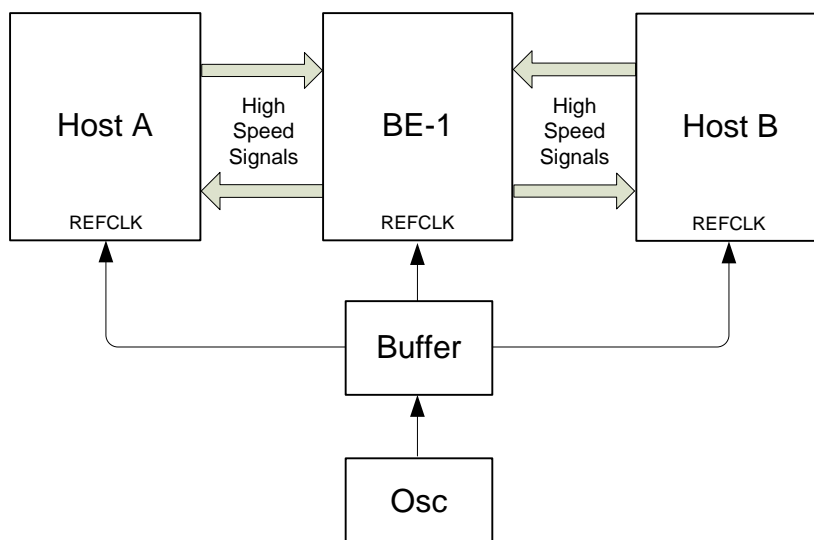 Host A
High
Speed
Signals
BE-1
High
Speed
Signals
Host B
REFCLK
REFCLK
REFCLK
Buffer
Osc